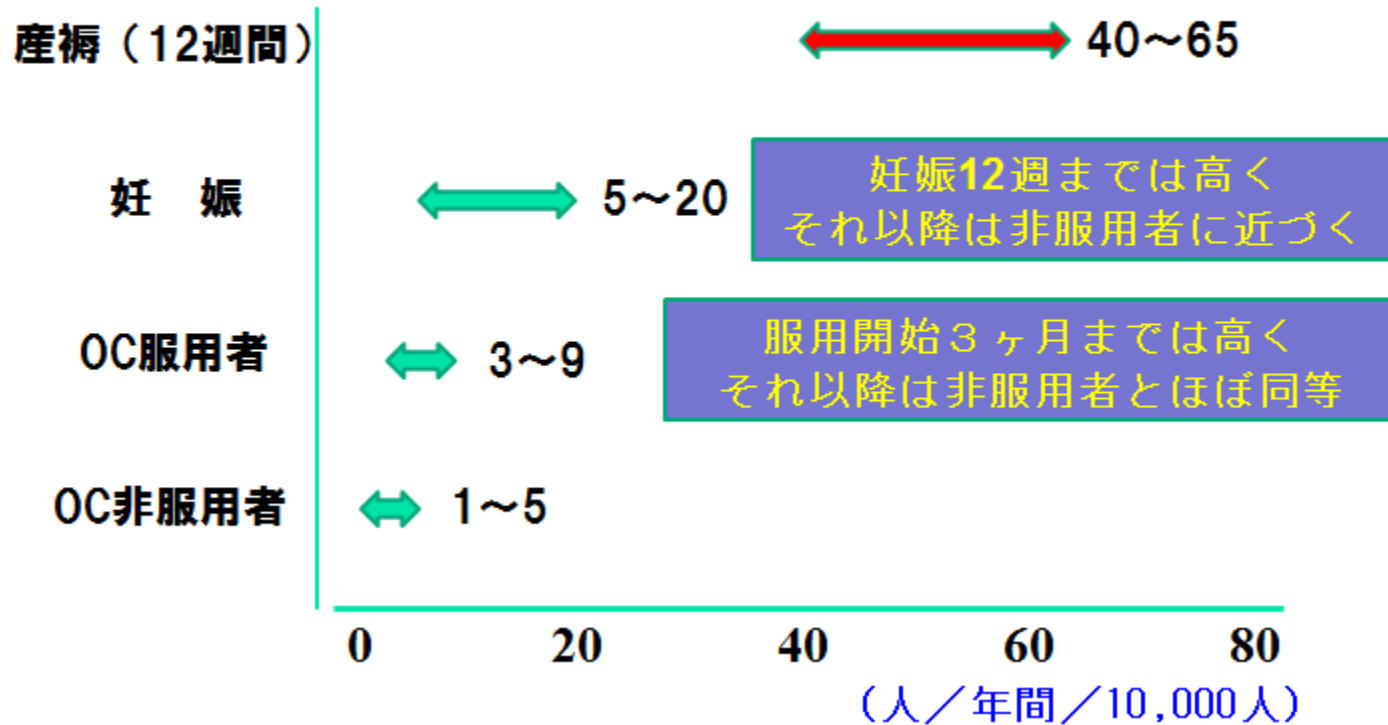 産褥（12週間）
40～65
妊　娠
5～20
妊娠12週までは高く
それ以降は非服用者に近づく
OC服用者
3～9
服用開始３ヶ月までは高く
それ以降は非服用者とほぼ同等
OC非服用者
1～5
0 20 40 60 80
（人／年間／10,000人）